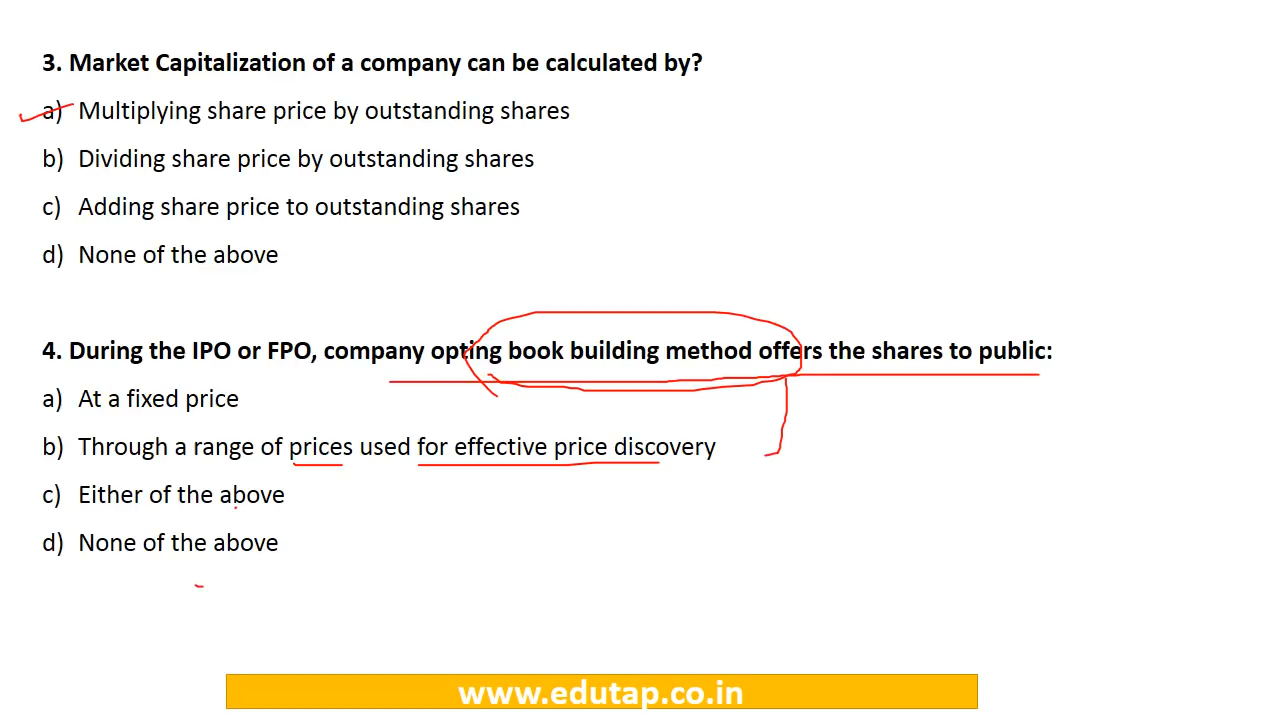 3. Market Capitalization of a company can be calculated by?
a) Multiplying share price by outstanding shares
b) Dividing share price by outstanding shares
c) Adding share price to outstanding shares
d) None of the above
4. During the IPO or FPO, company opting book building method offers the shares to public:
a) At a fixed price
b) Through a range of prices used for effective price discovery
c) Either of the above
d) None of the above
www.edutap.co.in